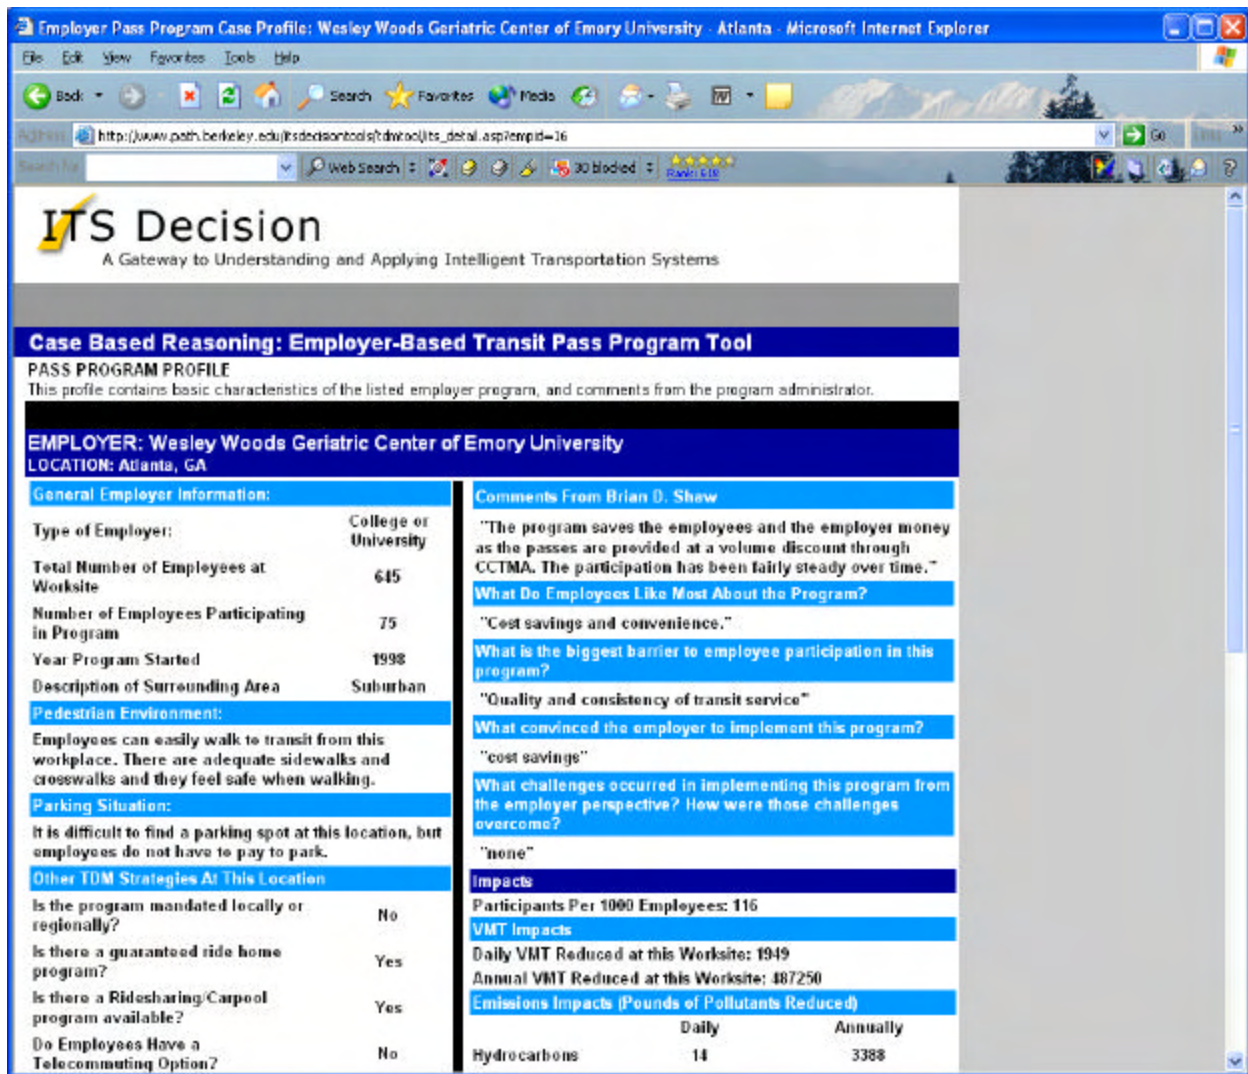 Employer Pass Program Case Profile: Wesley Woods Geriatric Center of Emory University - Atlanta - Microsoft Internet Explorer
File Edit View Favorites Tools Help
Back Search Favorites Media
Address http://www.path.berkeley.edu/itsdecisiontools/tdmtool/its_detail.asp?empid=16 Go
Web Search 30 blocked
ITS Decision
A Gateway to Understanding and Applying Intelligent Transportation Systems
Case Based Reasoning: Employer-Based Transit Pass Program Tool
PASS PROGRAM PROFILE
This profile contains basic characteristics of the listed employer program, and comments from the program administrator.
EMPLOYER: Wesley Woods Geriatric Center of Emory University
LOCATION: Atlanta, GA
General Employer Information:
Type of Employer: College or
University
Total Number of Employees at
Worksite 645
Number of Employees Participating
in Program 75
Year Program Started 1998
Description of Surrounding Area Suburban
Pedestrian Environment:
Employees can easily walk to transit from this
workplace. There are adequate sidewalks and
crosswalks and they feel safe when walking.
Parking Situation:
It is difficult to find a parking spot at this location, but
employees do not have to pay to park.
Other TDM Strategies At This Location
Is the program mandated locally or
regionally? No
Is there a guaranteed ride home
program? Yes
Is there a Ridesharing/Carpool
program available? Yes
Do Employees Have a
Telecommuting Option? No
Comments From Brian D. Shaw
"The program saves the employees and the employer money
as the passes are provided at a volume discount through
CCTMA. The participation has been fairly steady over time."
What Do Employees Like Most About the Program?
"Cost savings and convenience."
What is the biggest barrier to employee participation in this
program?
"Quality and consistency of transit service"
What convinced the employer to implement this program?
"cost savings"
What challenges occurred in implementing this program from
the employer perspective? How were those challenges
overcome?
"none"
Impacts
Participants Per 1000 Employees: 116
VMT Impacts
Daily VMT Reduced at this Worksite: 1949
Annual VMT Reduced at this Worksite: 487250
Emissions Impacts (Pounds of Pollutants Reduced)
Daily Annually
Hydrocarbons 14 3388